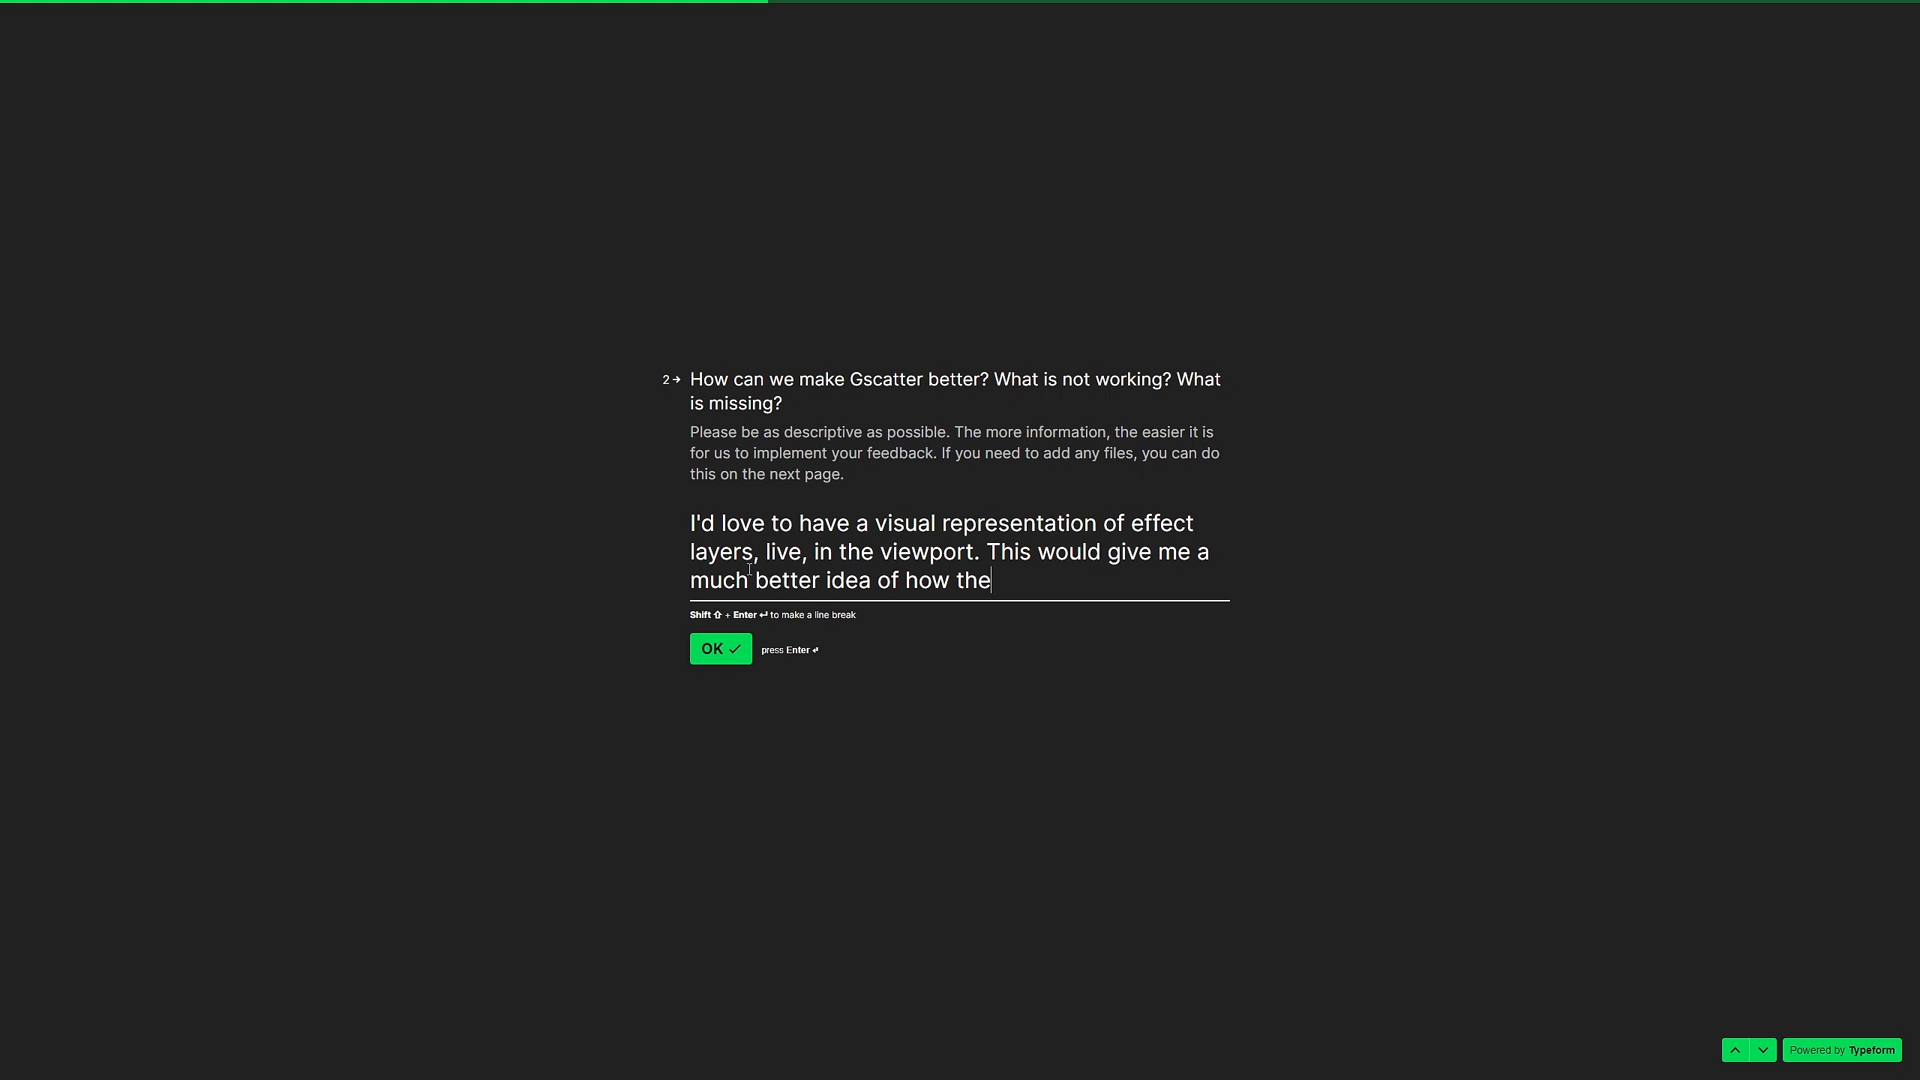 2→ How can we make Gscatter better? What is not working? What
is missing?
Please be as descriptive as possible. The more information, the easier it is
for us to implement your feedback. If you need to add any files, you can do
this on the next page.
I'd love to have a visual representation of effect
layers, live, in the viewport. This would give me a
much better idea of how the
Shift ⇧ + Enter ↵ to make a line break
OK ✓ press Enter ↵
Powered by Typeform